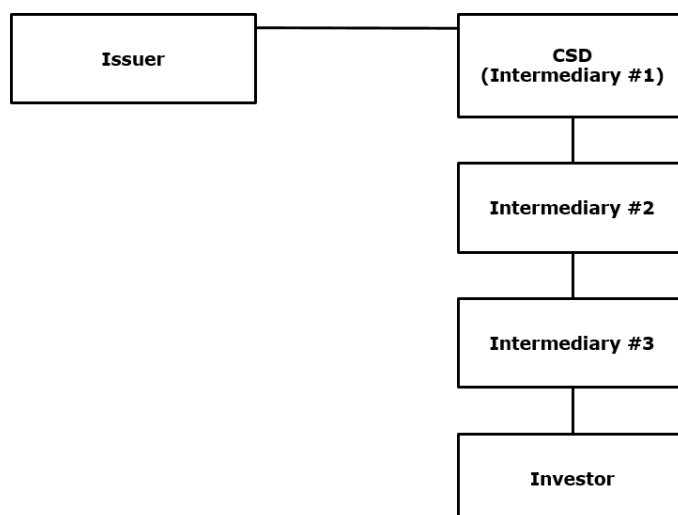 Issuer
CSD
(Intermediary #1)
Intermediary #2
Intermediary #3
Investor